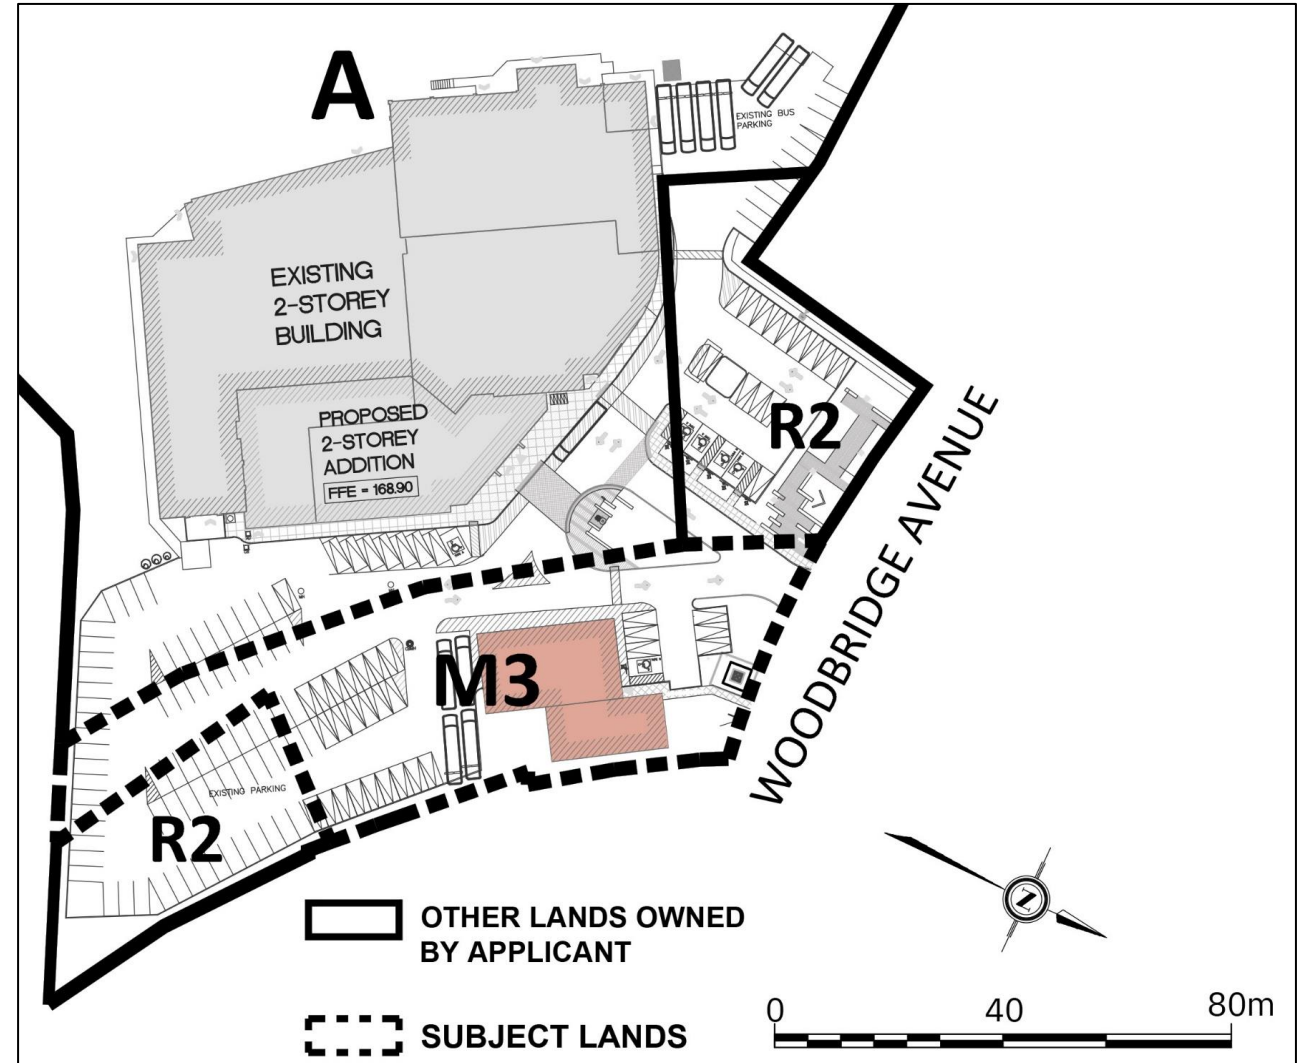 A
EXISTING BUS
PARKING
EXISTING
2-STOREY
BUILDING
PROPOSED
2-STOREY
ADDITION
FFE = 168.90
R2
WOODBRIDGE AVENUE
M3
EXISTING PARKING
R2
N
OTHER LANDS OWNED
BY APPLICANT
SUBJECT LANDS
0 40 80m